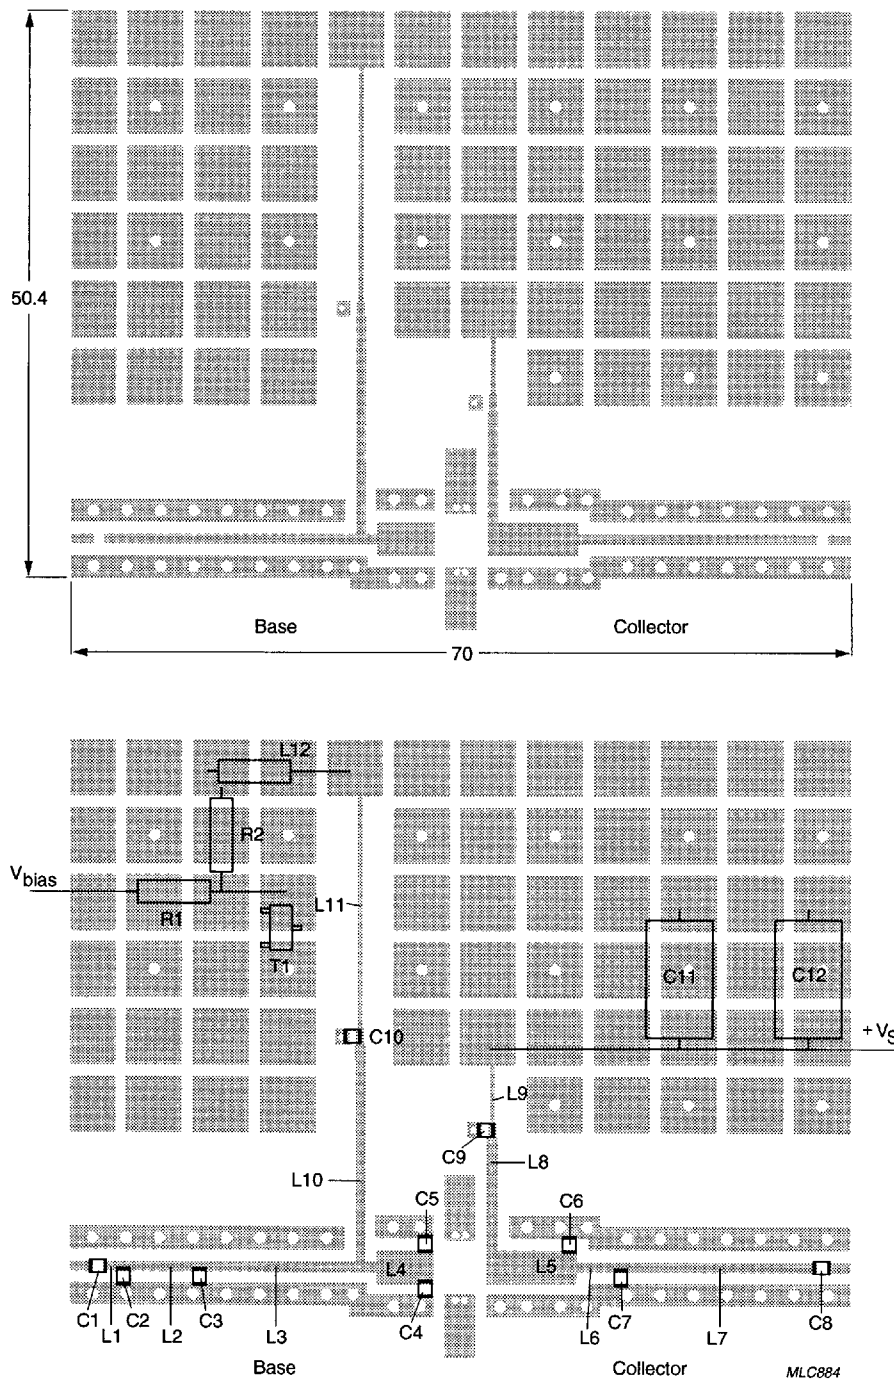 50.4
Base
Collector
70
L12
R2
Vbias
R1
L11
T1
C11
C12
C10
+VS
L9
C9
L8
L10
C5
C6
L4
L5
C1
C2
C3
C4
C7
C8
L1
L2
L3
L6
L7
Base
Collector
MLC884